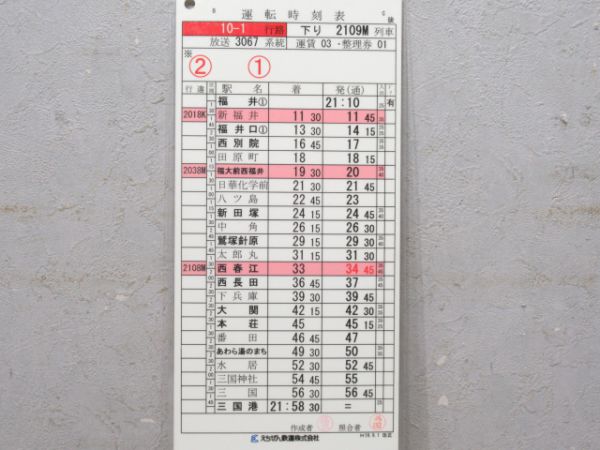 運転時刻表
10-1 行路 下り 2109M 列車
放送 3067 系統 運賃 03 ・整理券 01
② ①
行違 駅名 着 発(通)
福井① 21:10 有
2018K 新福井 11 30 11 45
福井口① 13 30 14 15
西別院 16 45 17
田原町 18 18 15
2038M 福大前西福井 19 30 20
日華化学前 21 30 21 45
八ツ島 22 45 23
新田塚 24 15 24 45
中角 26 15 26 30
鷲塚針原 29 15 29 30
太郎丸 31 15 31 30
2108M 西春江 33 34 45
西長田 36 45 37
下兵庫 39 30 39 45
大関 42 15 42 30
本荘 45 45 15
番田 46 45 47
あわら湯のまち 49 30 50
水居 52 30 52 45
三国神社 54 45 55
三国 56 30 56 45
三国港 21:58 30 =
作成者 照合者
えちぜん鉄道株式会社